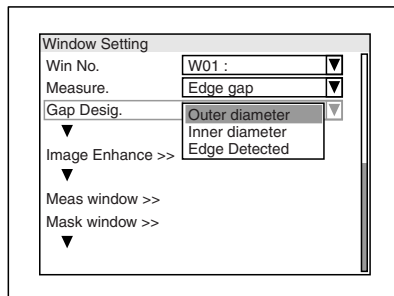 Window Setting
Win No. W01 :
Measure. Edge gap
Gap Desig. Outer diameter
Inner diameter
Image Enhance >> Edge Detected
Meas window >>
Mask window >>